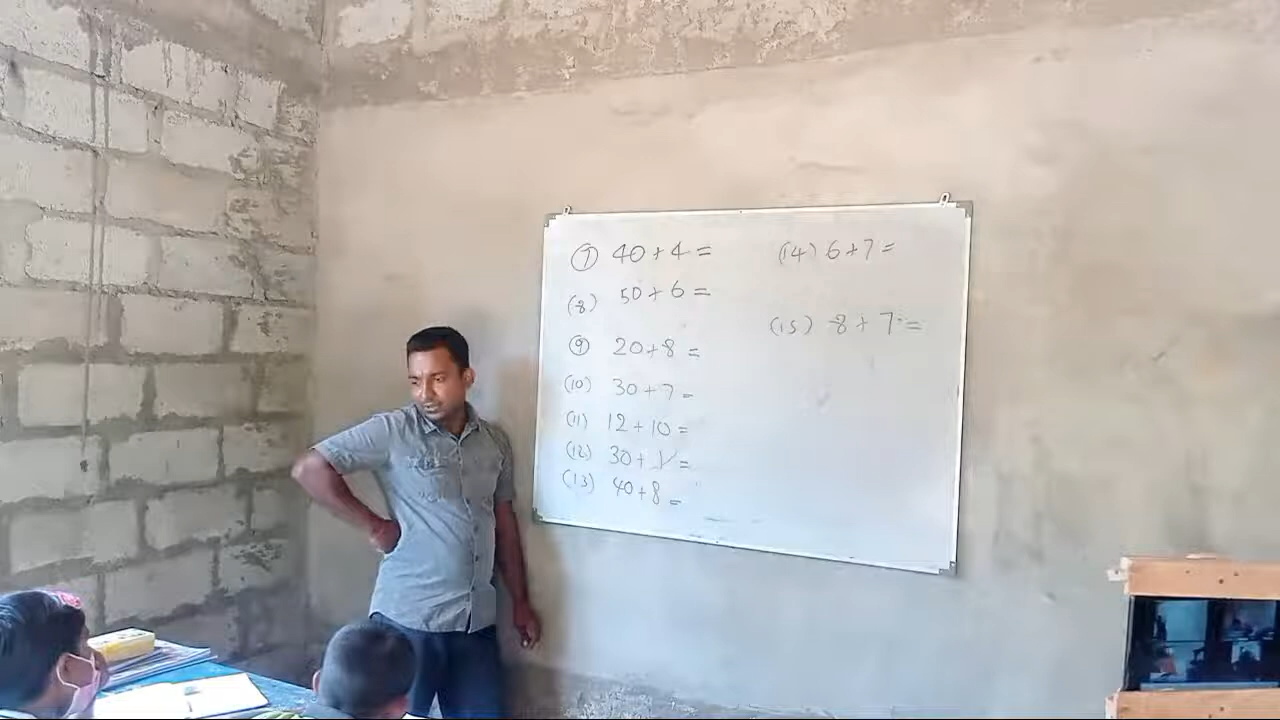 (7) 40 + 4 =
(8) 50 + 6 =
(9) 20 + 8 =
(10) 30 + 7 =
(11) 12 + 10 =
(12) 30 + 1 =
(13) 40 + 8 =
(14) 6 + 7 =
(15) 8 + 7 =